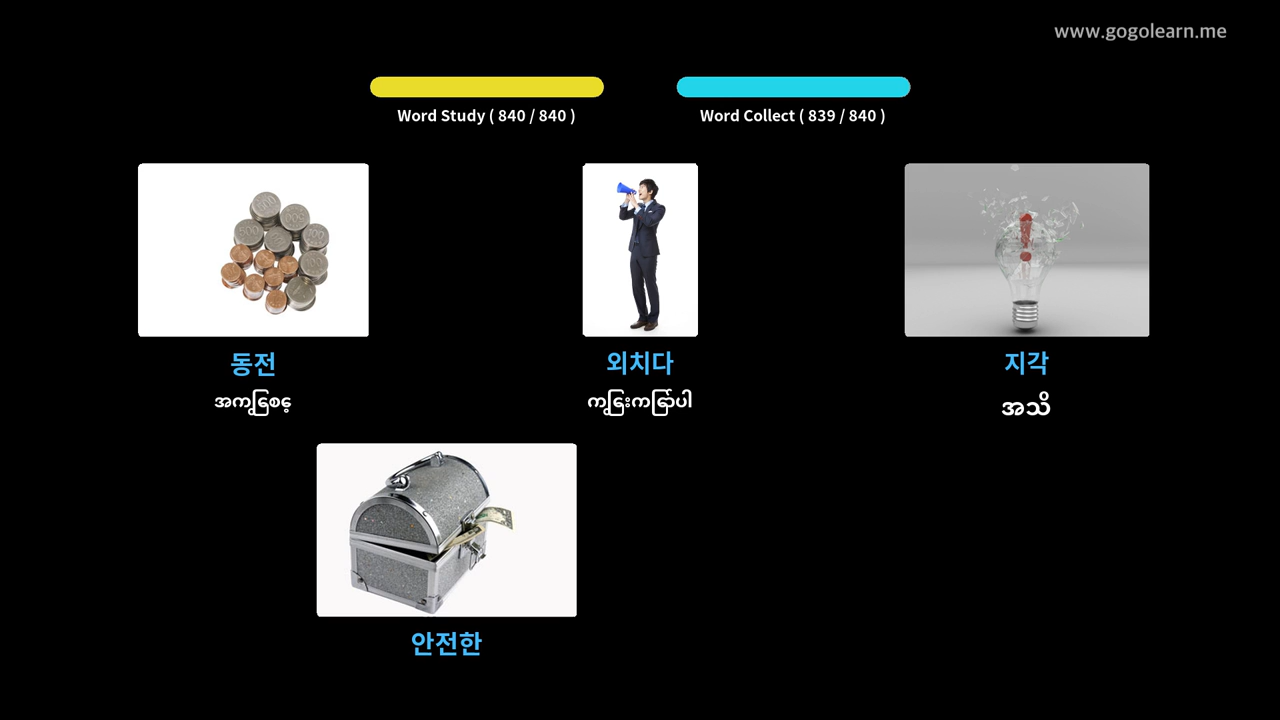 www.gogolearn.me
Word Study ( 840 / 840 )
Word Collect ( 839 / 840 )
동전
외치다
지각
အကြွေစေ့
ကြွေးကြော်ပါ
အသိ
안전한